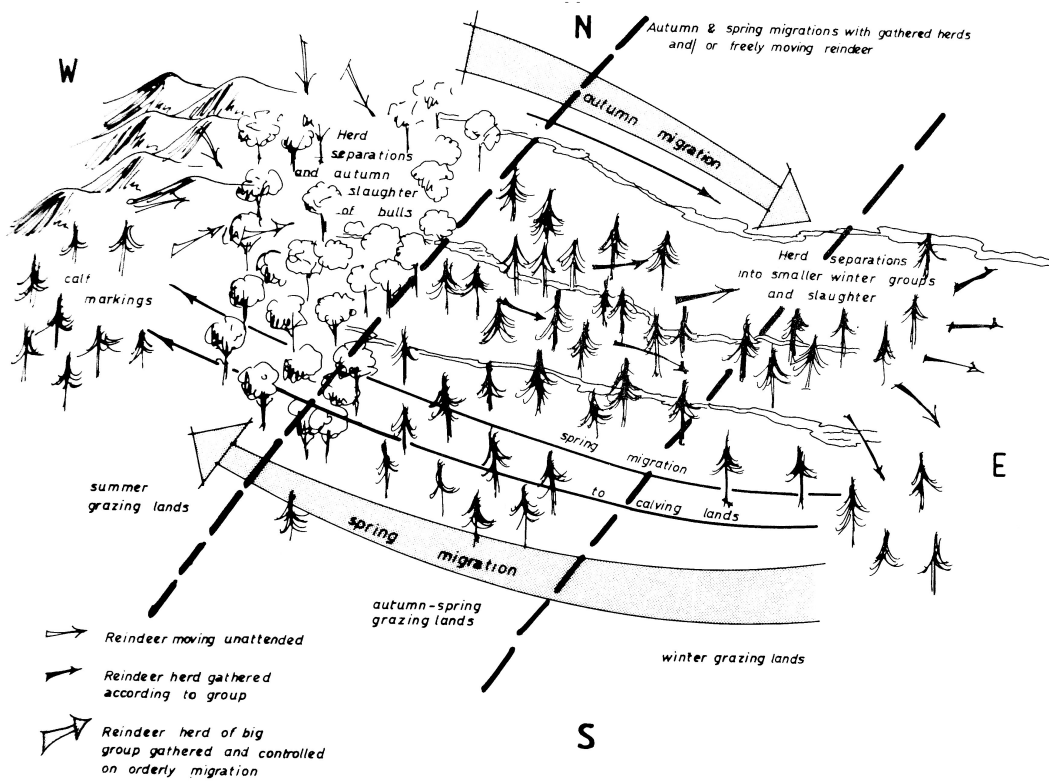 N
Autumn & spring migrations with gathered herds
and/or freely moving reindeer
W
autumn migration
Herd
separations
and autumn
slaughter
of bulls
Herd separations
into smaller winter groups
and slaughter
calf
markings
spring migration
to calving lands
E
summer
grazing lands
spring migration
autumn-spring
grazing lands
winter grazing lands
Reindeer moving unattended
Reindeer herd gathered
according to group
Reindeer herd of big
group gathered and controlled
on orderly migration
S